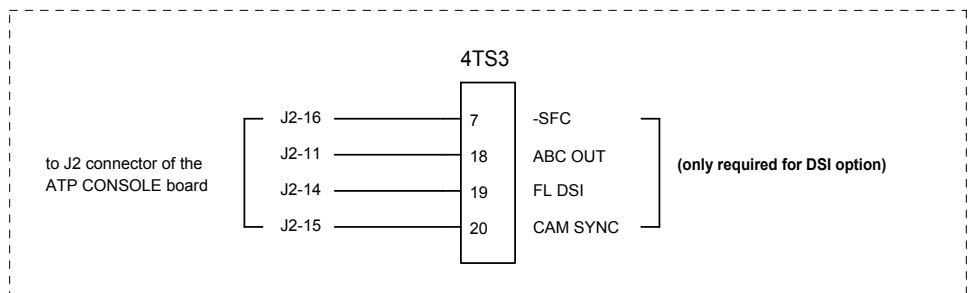 4TS3
J2-16 7 -SFC
J2-11 18 ABC OUT
J2-14 19 FL DSI
J2-15 20 CAM SYNC
to J2 connector of the
ATP CONSOLE board
(only required for DSI option)